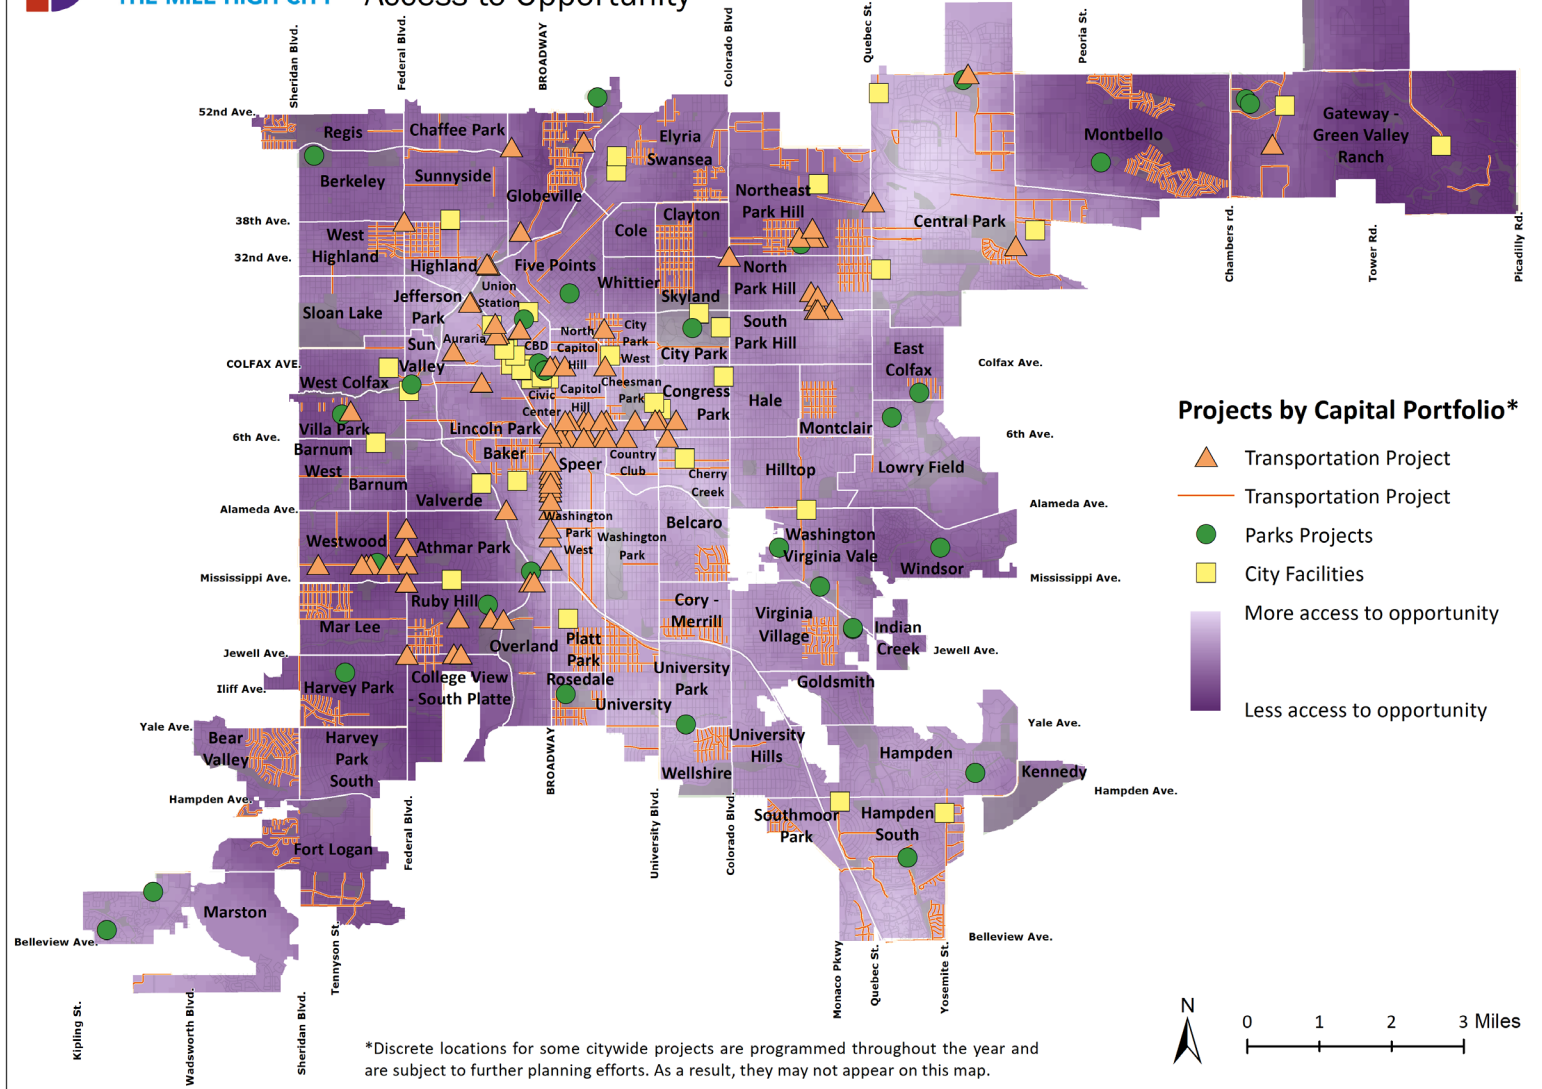 THE MILE HIGH CITY
Access to Opportunity
Sheridan Blvd.
Federal Blvd.
BROADWAY
Colorado Blvd
Quebec St.
Peoria St.
52nd Ave.
38th Ave.
32nd Ave.
COLFAX AVE.
6th Ave.
Alameda Ave.
Mississippi Ave.
Jewell Ave.
Iliff Ave.
Yale Ave.
Hampden Ave.
Belleview Ave.
Regis
Chaffee Park
Elyria
Swansea
Berkeley
Sunnyside
Globeville
Northeast
Park Hill
Clayton
Cole
Central Park
Montbello
Gateway -
Green Valley
Ranch
West
Highland
Highland
Five Points
Whittier
North
Park Hill
Union
Station
Jefferson
Park
Skyland
Sloan Lake
Auraria
CBD
North
Capitol
Hill
City
Park
West
City Park
South
Park Hill
Sun
Valley
East
Colfax
West Colfax
Civic
Center
Capitol
Hill
Cheesman
Park
Congress
Park
Hale
Montclair
Villa Park
Lincoln Park
Barnum
West
Baker
Speer
Country
Club
Cherry
Creek
Hilltop
Lowry Field
Barnum
Valverde
Washington
Park
West
Washington
Park
Belcaro
Washington
Virginia Vale
Windsor
Westwood
Athmar Park
Ruby Hill
Mar Lee
Overland
Platt
Park
Cory -
Merrill
Virginia
Village
Indian
Creek
Harvey Park
College View
- South Platte
Rosedale
University
University
Park
Goldsmith
Bear
Valley
Harvey
Park
South
University
Hills
Wellshire
Hampden
Kennedy
Southmoor
Park
Hampden
South
Fort Logan
Marston
Chambers rd.
Tower Rd.
Picadilly Rd.
Colfax Ave.
6th Ave.
Alameda Ave.
Mississippi Ave.
Jewell Ave.
Yale Ave.
Hampden Ave.
Belleview Ave.
Kipling St.
Wadsworth Blvd.
Sheridan Blvd.
Tennyson St.
Federal Blvd.
BROADWAY
University Blvd.
Colorado Blvd.
Monaco Pkwy
Quebec St.
Yosemite St.
Projects by Capital Portfolio*
Transportation Project
Transportation Project
Parks Projects
City Facilities
More access to opportunity
Less access to opportunity
N
0 1 2 3 Miles
*Discrete locations for some citywide projects are programmed throughout the year and
are subject to further planning efforts. As a result, they may not appear on this map.